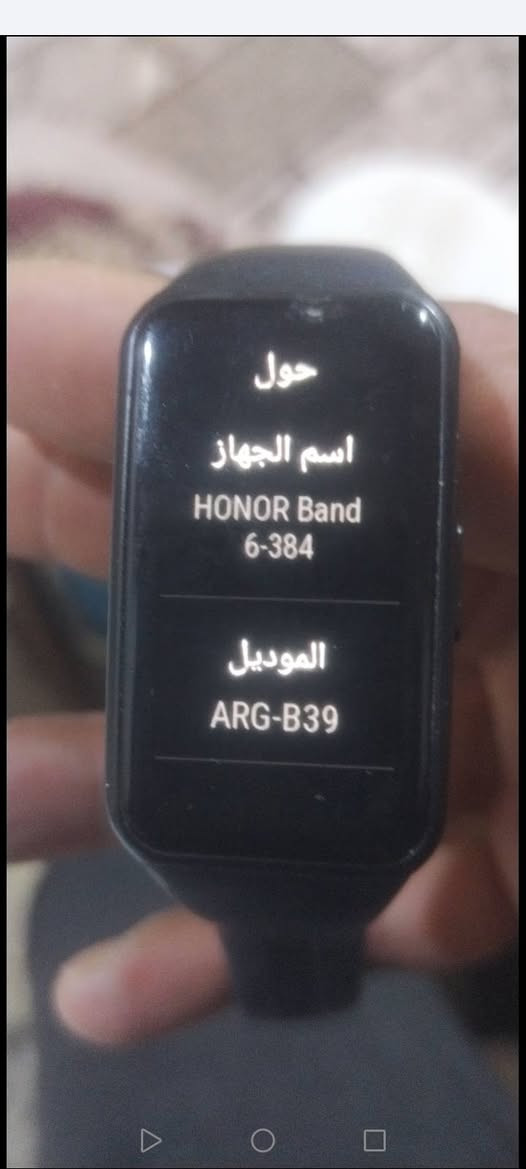 حول
اسم الجهاز
HONOR Band
6-384
الموديل
ARG-B39